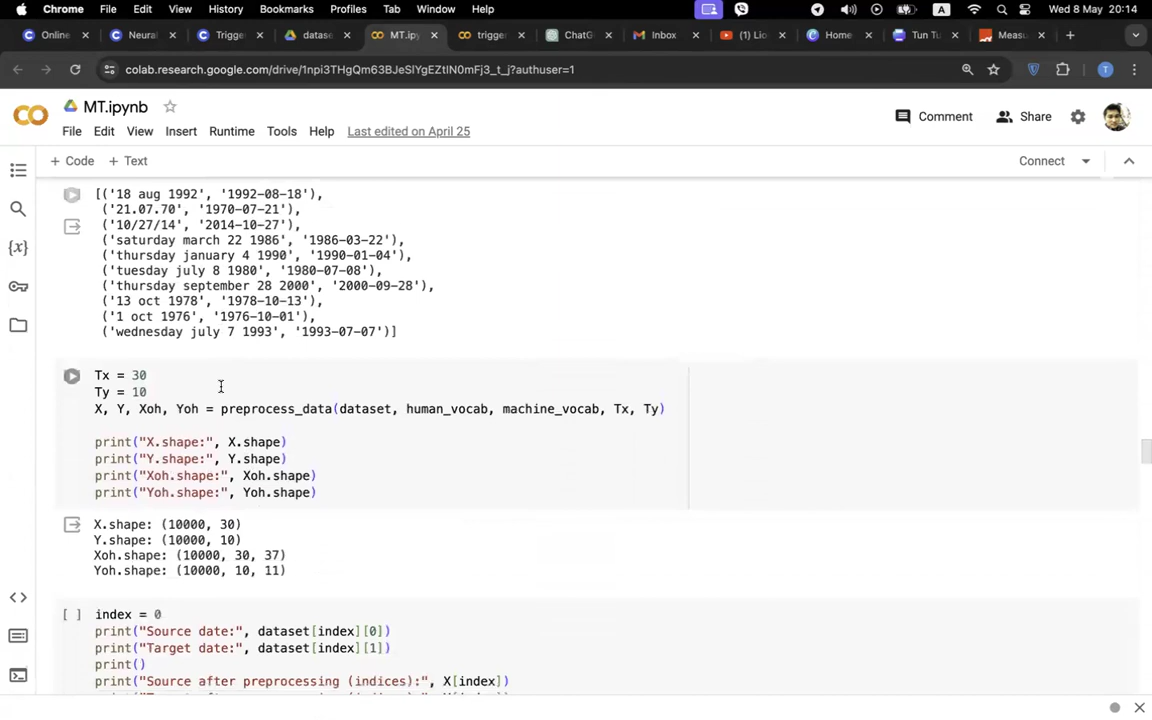 Chrome File Edit View History Bookmarks Profiles Tab Window Help A Wed 8 May 20:14
Online Neural Trigge datase MT.ipy trigger ChatG Inbox (1) Lio Home Tun Tu Measu
colab.research.google.com/drive/1npi3THgQm63BJeSlYgEZtIN0mFj3_t_j?authuser=1
MT.ipynb
Comment Share
File Edit View Insert Runtime Tools Help Last edited on April 25
+ Code + Text Connect
[('18 aug 1992', '1992-08-18'),
('21.07.70', '1970-07-21'),
('10/27/14', '2014-10-27'),
('saturday march 22 1986', '1986-03-22'),
('thursday january 4 1990', '1990-01-04'),
('tuesday july 8 1980', '1980-07-08'),
('thursday september 28 2000', '2000-09-28'),
('13 oct 1978', '1978-10-13'),
('1 oct 1976', '1976-10-01'),
('wednesday july 7 1993', '1993-07-07')]
Tx = 30
Ty = 10
X, Y, Xoh, Yoh = preprocess_data(dataset, human_vocab, machine_vocab, Tx, Ty)
print("X.shape:", X.shape)
print("Y.shape:", Y.shape)
print("Xoh.shape:", Xoh.shape)
print("Yoh.shape:", Yoh.shape)
X.shape: (10000, 30)
Y.shape: (10000, 10)
Xoh.shape: (10000, 30, 37)
Yoh.shape: (10000, 10, 11)
[ ] index = 0
print("Source date:", dataset[index][0])
print("Target date:", dataset[index][1])
print()
print("Source after preprocessing (indices):", X[index])